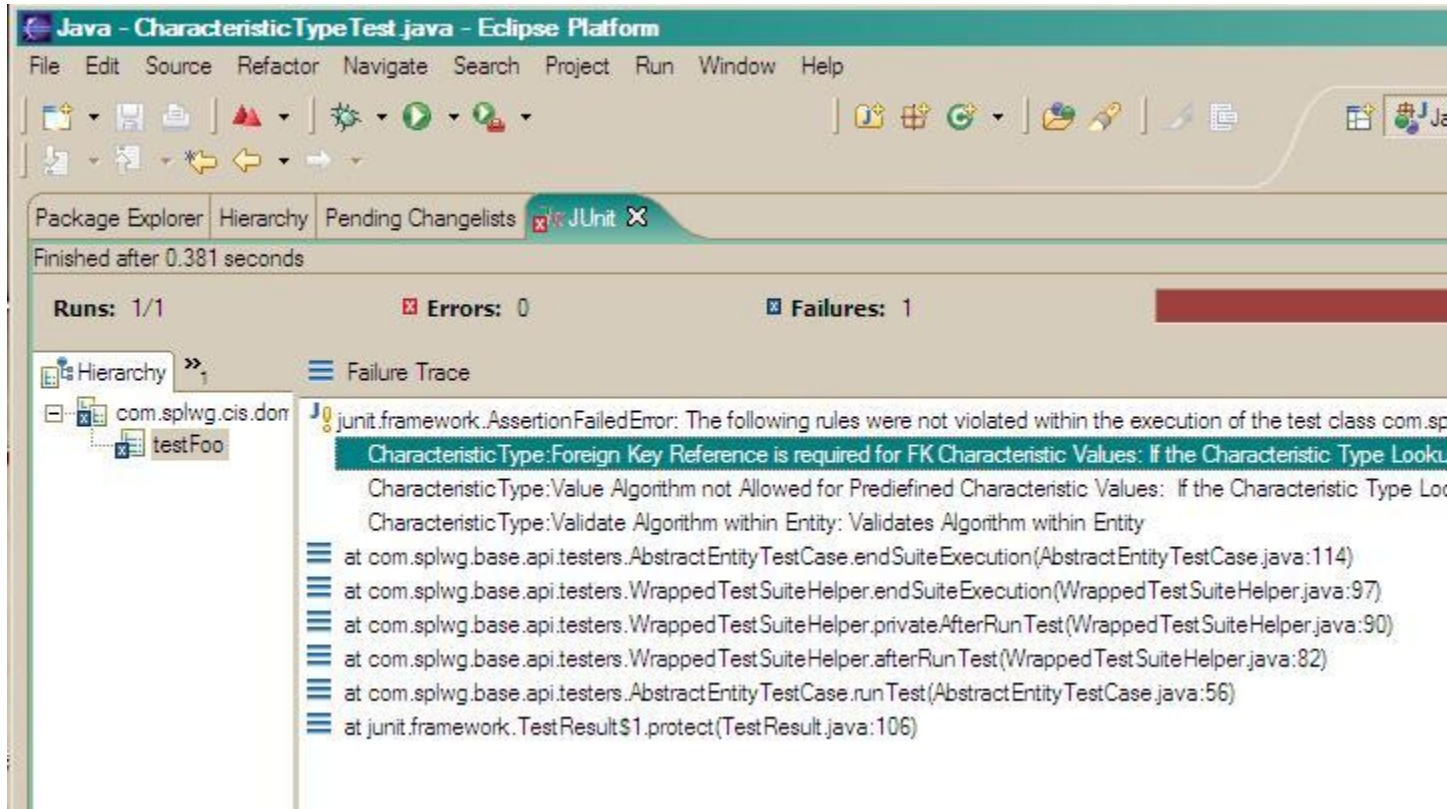 Java - CharacteristicTypeTest.java - Eclipse Platform
File Edit Source Refactor Navigate Search Project Run Window Help
Ja
Package Explorer Hierarchy Pending Changelists JUnit
Finished after 0.381 seconds
Runs: 1/1 Errors: 0 Failures: 1
Hierarchy »1 Failure Trace
com.splwg.cis.dom
testFoo
junit.framework.AssertionFailedError: The following rules were not violated within the execution of the test class com.sp
CharacteristicType:Foreign Key Reference is required for FK Characteristic Values: If the Characteristic Type Looku
CharacteristicType:Value Algorithm not Allowed for Prediefined Characteristic Values: If the Characteristic Type Loo
CharacteristicType:Validate Algorithm within Entity: Validates Algorithm within Entity
at com.splwg.base.api.testers.AbstractEntityTestCase.endSuiteExecution(AbstractEntityTestCase.java:114)
at com.splwg.base.api.testers.WrappedTestSuiteHelper.endSuiteExecution(WrappedTestSuiteHelper.java:97)
at com.splwg.base.api.testers.WrappedTestSuiteHelper.privateAfterRunTest(WrappedTestSuiteHelper.java:90)
at com.splwg.base.api.testers.WrappedTestSuiteHelper.afterRunTest(WrappedTestSuiteHelper.java:82)
at com.splwg.base.api.testers.AbstractEntityTestCase.runTest(AbstractEntityTestCase.java:56)
at junit.framework.TestResult$1.protect(TestResult.java:106)